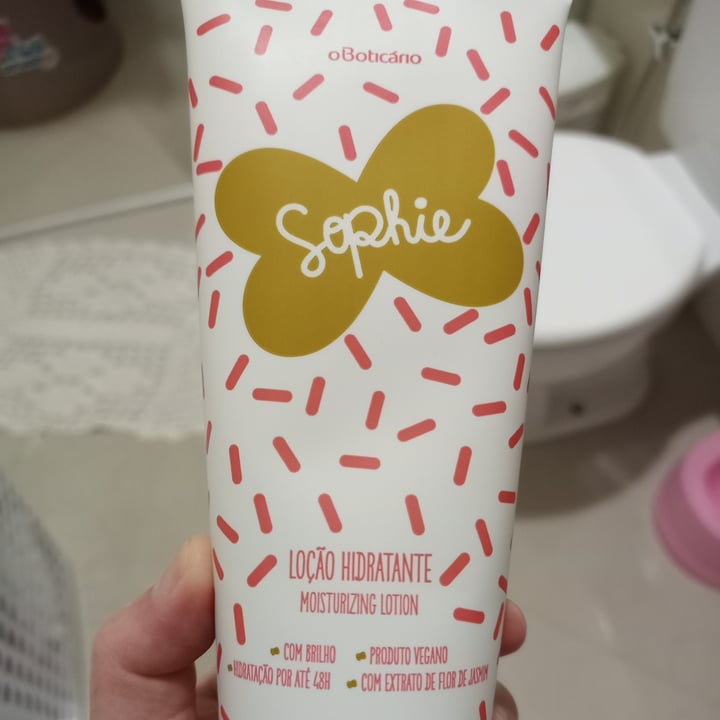 oBoticário
Sophie
LOÇÃO HIDRATANTE
MOISTURIZING LOTION
COM BRILHO
PRODUTO VEGANO
HIDRATAÇÃO POR ATÉ 48H
COM EXTRATO DE FLOR DE JASMIM